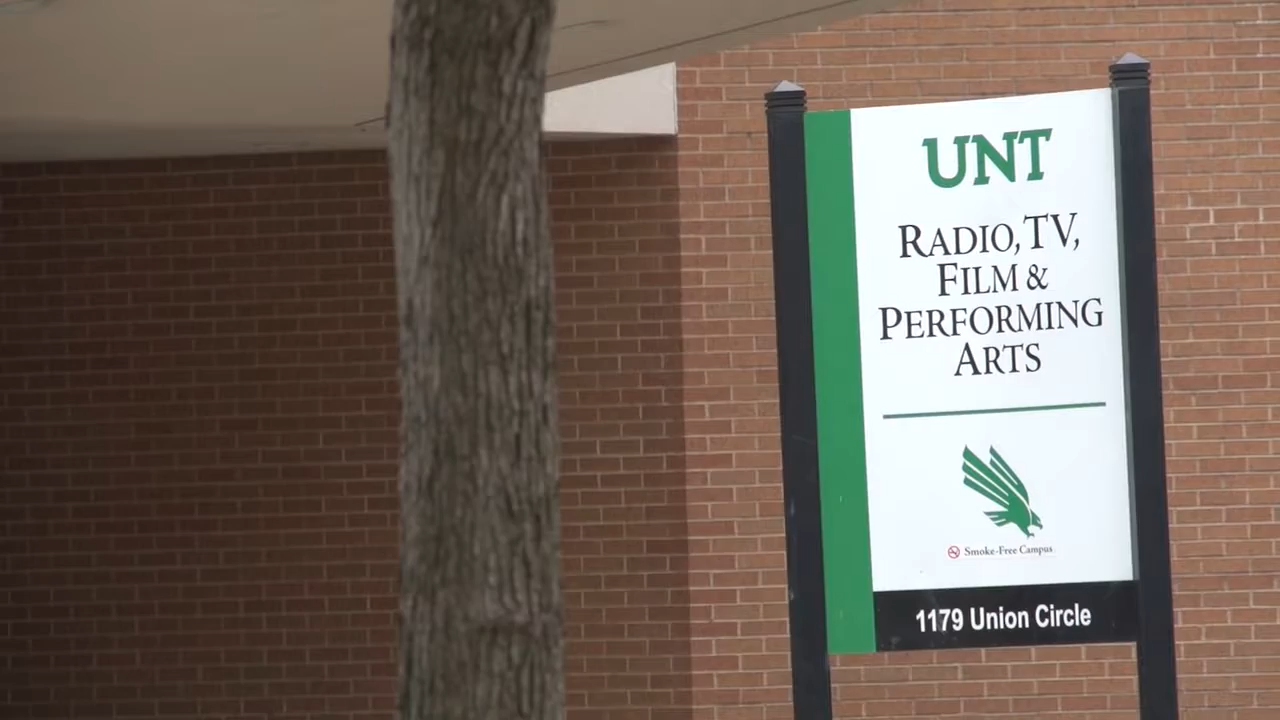 UNT
RADIO, TV,
FILM &
PERFORMING
ARTS
Smoke-Free Campus
1179 Union Circle